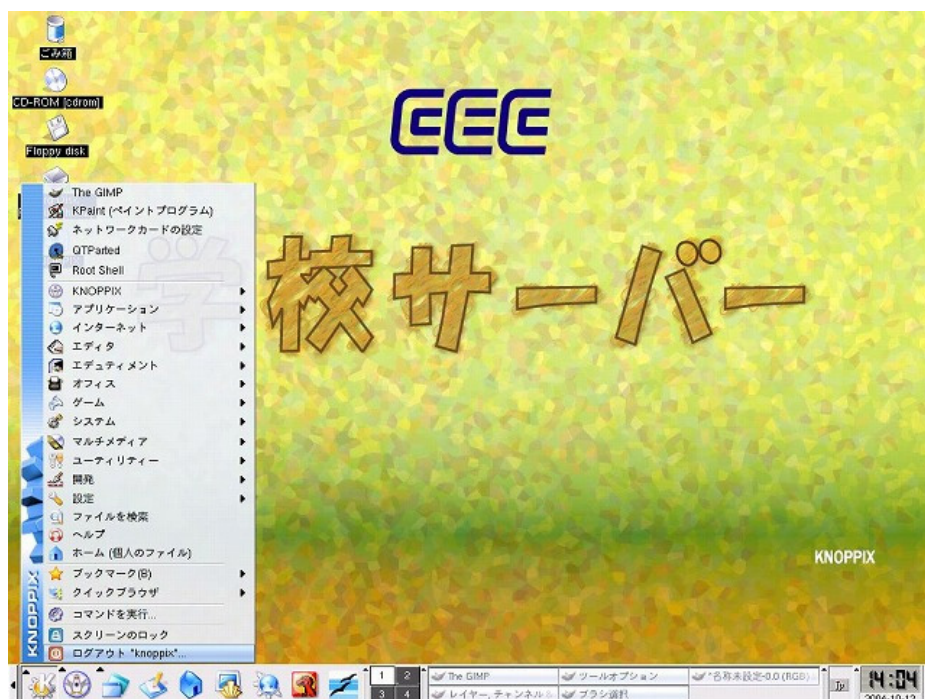 ごみ箱
CD-ROM [cdrom]
Floppy disk
CEC
学校サーバー
KNOPPIX
The GIMP
KPaint (ペイントプログラム)
ネットワークカードの設定
QTParted
Root Shell
KNOPPIX
アプリケーション
インターネット
エディタ
エデュティメント
オフィス
ゲーム
システム
マルチメディア
ユーティリティー
開発
設定
ファイルを検索
ヘルプ
ホーム (個人のファイル)
ブックマーク(B)
クイックブラウザ
コマンドを実行...
スクリーンのロック
ログアウト "knoppix"...
KNOPPIX
1 2
3 4
The GIMP
ツールオプション
*名称未設定-0.0 (RGB)
レイヤー, チャンネル
ブラシ選択
Jp
14:04
2004-10-12